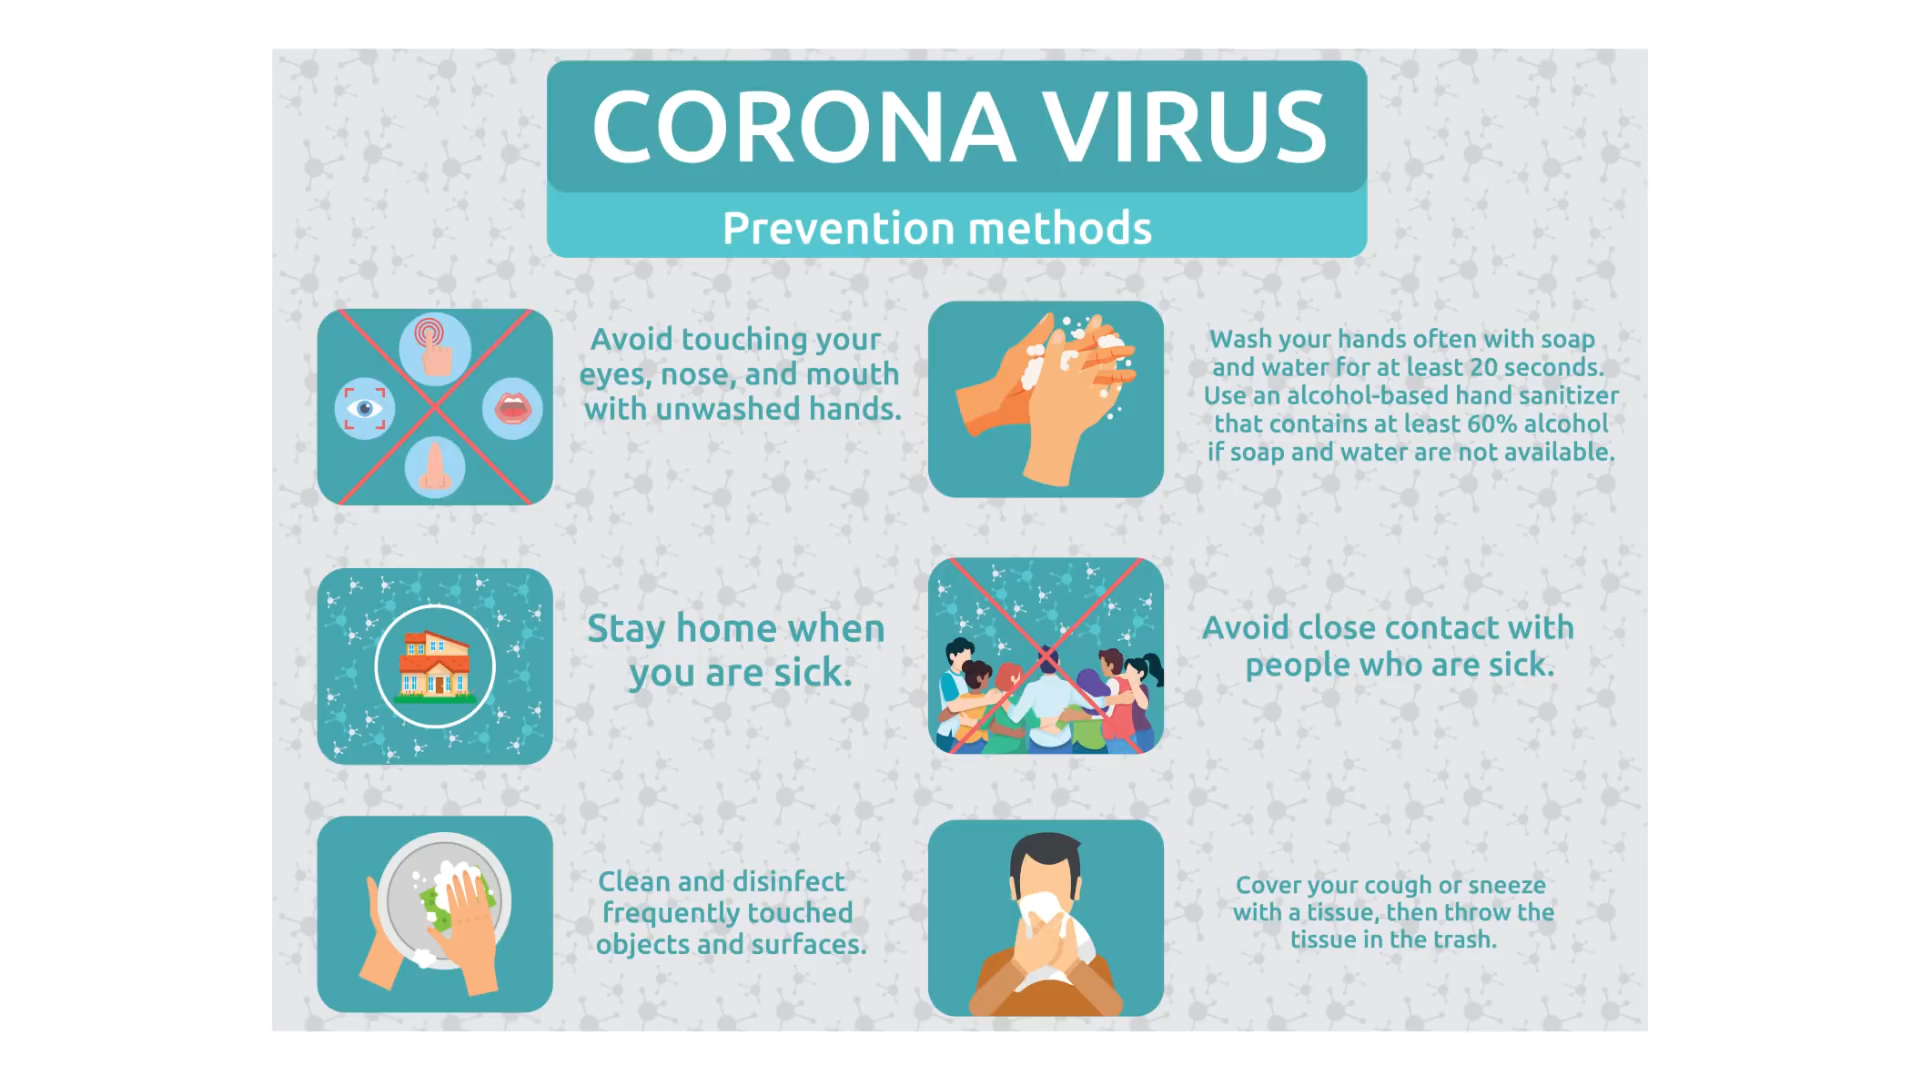 CORONA VIRUS
Prevention methods
Avoid touching your
eyes, nose, and mouth
with unwashed hands.
Wash your hands often with soap
and water for at least 20 seconds.
Use an alcohol-based hand sanitizer
that contains at least 60% alcohol
if soap and water are not available.
Stay home when
you are sick.
Avoid close contact with
people who are sick.
Clean and disinfect
frequently touched
objects and surfaces.
Cover your cough or sneeze
with a tissue, then throw the
tissue in the trash.